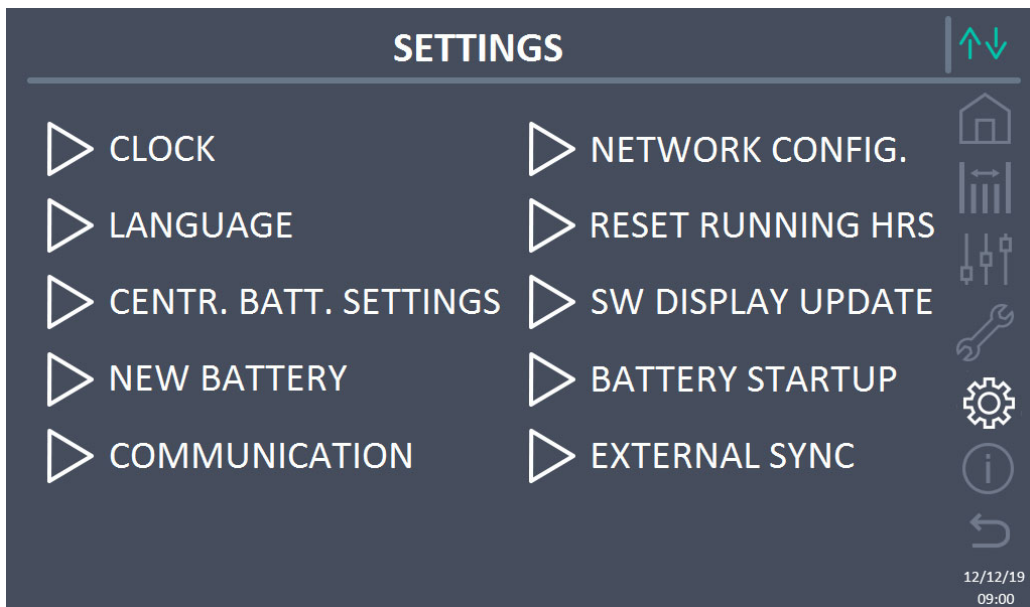 SETTINGS
CLOCK
LANGUAGE
CENTR. BATT. SETTINGS
NEW BATTERY
COMMUNICATION
NETWORK CONFIG.
RESET RUNNING HRS
SW DISPLAY UPDATE
BATTERY STARTUP
EXTERNAL SYNC
12/12/19
09:00